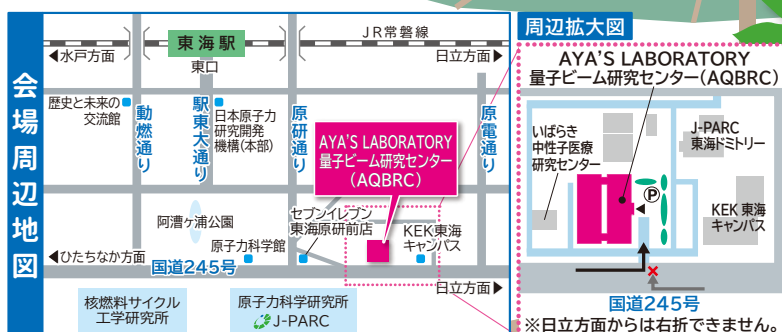 会場周辺地図
東海駅
東口
JR常磐線
◀水戸方面
日立方面▶
歴史と未来の
交流館
動燃通り
駅東大通り
日本原子力
研究開発
機構(本部)
原研通り
原電通り
AYA'S LABORATORY
量子ビーム研究センター
(AQBRC)
阿漕ヶ浦公園
原子力科学館
セブンイレブン
東海原研前店
KEK東海
キャンパス
◀ひたちなか方面
国道245号
日立方面▶
核燃料サイクル
工学研究所
原子力科学研究所
J-PARC
周辺拡大図
AYA'S LABORATORY
量子ビーム研究センター(AQBRC)
いばらき
中性子医療
研究センター
J-PARC
東海ドミトリー
P
KEK 東海
キャンパス
国道245号
※日立方面からは右折できません。